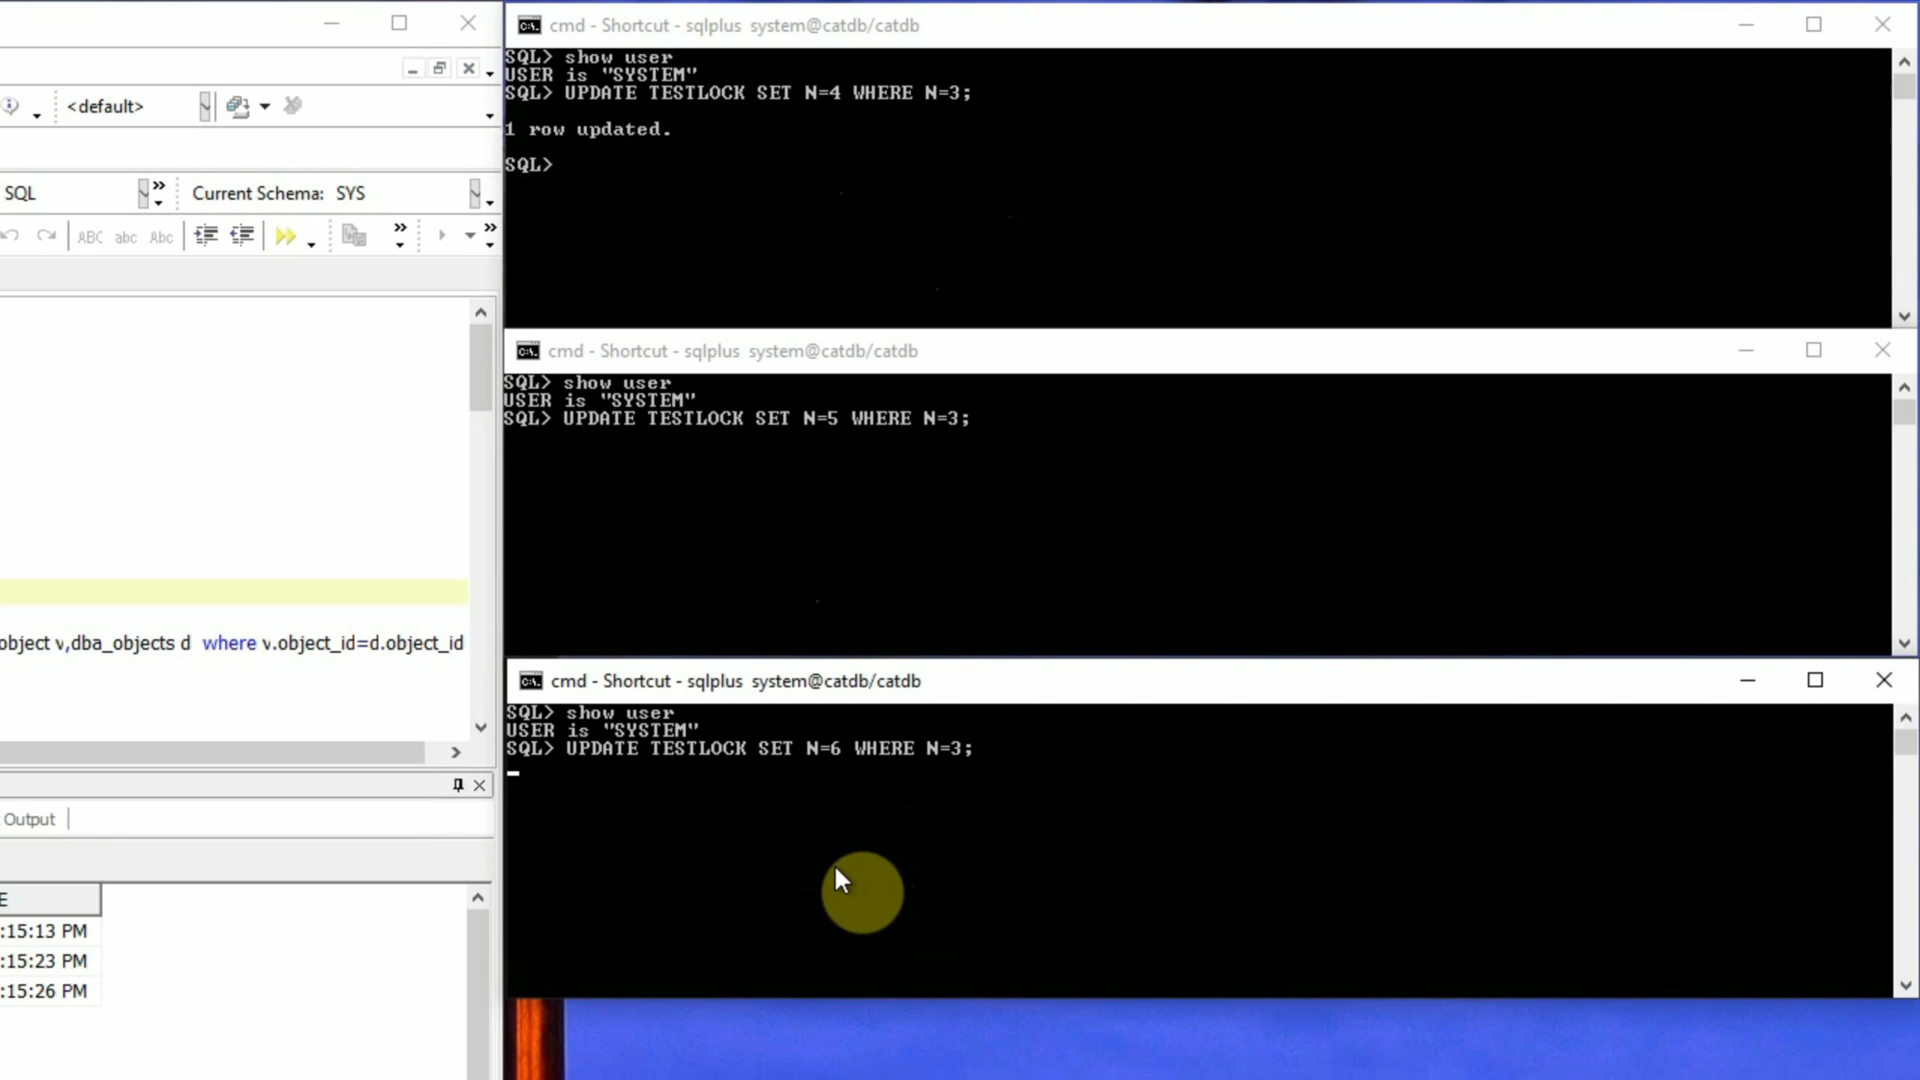 <default>
SQL
Current Schema: SYS
ABC abc Abc
object v,dba_objects d where v.object_id=d.object_id
Output
E
:15:13 PM
:15:23 PM
:15:26 PM
cmd - Shortcut - sqlplus system@catdb/catdb
SQL> show user
USER is "SYSTEM"
SQL> UPDATE TESTLOCK SET N=4 WHERE N=3;
1 row updated.
SQL>
cmd - Shortcut - sqlplus system@catdb/catdb
SQL> show user
USER is "SYSTEM"
SQL> UPDATE TESTLOCK SET N=5 WHERE N=3;
cmd - Shortcut - sqlplus system@catdb/catdb
SQL> show user
USER is "SYSTEM"
SQL> UPDATE TESTLOCK SET N=6 WHERE N=3;